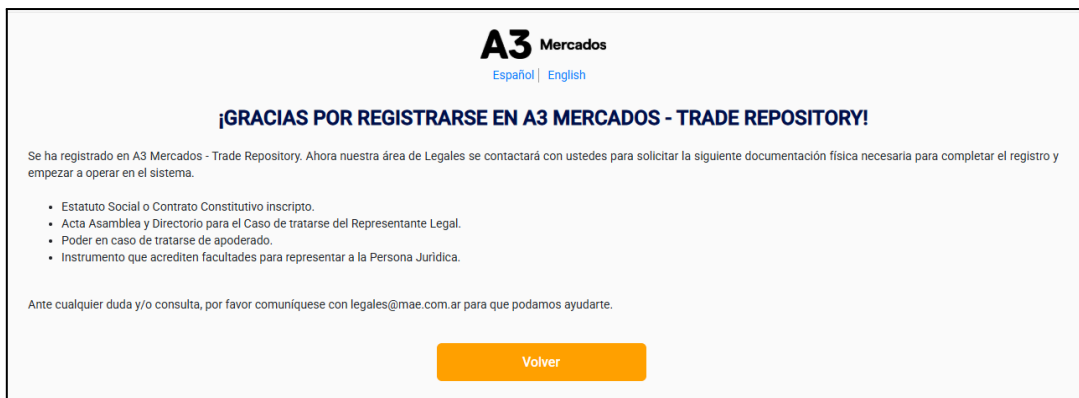 A3 Mercados
Español | English
¡GRACIAS POR REGISTRARSE EN A3 MERCADOS - TRADE REPOSITORY!
Se ha registrado en A3 Mercados - Trade Repository. Ahora nuestra área de Legales se contactará con ustedes para solicitar la siguiente documentación física necesaria para completar el registro y
empezar a operar en el sistema.
• Estatuto Social o Contrato Constitutivo inscripto.
• Acta Asamblea y Directorio para el Caso de tratarse del Representante Legal.
• Poder en caso de tratarse de apoderado.
• Instrumento que acrediten facultades para representar a la Persona Jurìdica.
Ante cualquier duda y/o consulta, por favor comuníquese con legales@mae.com.ar para que podamos ayudarte.
Volver